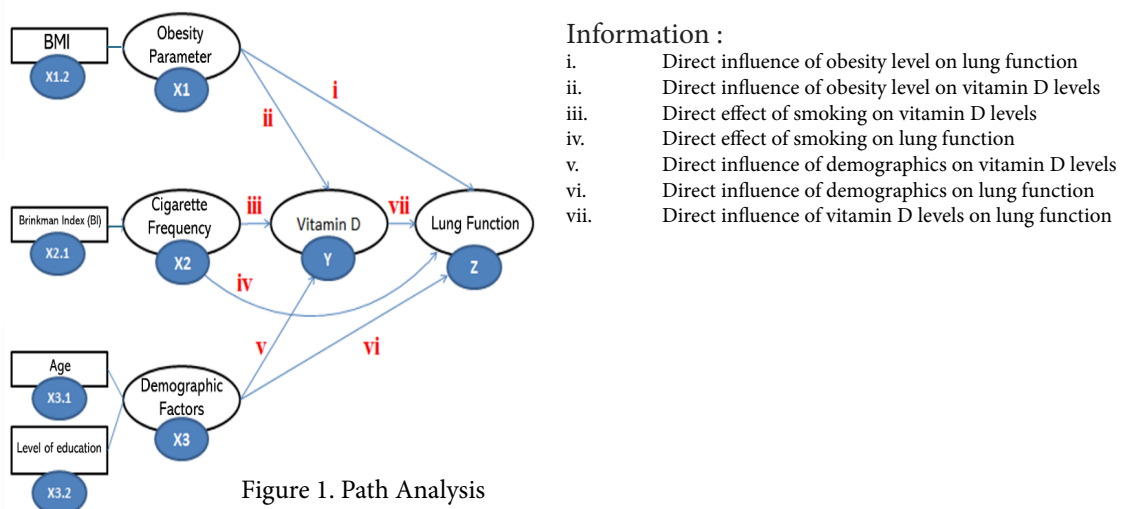 BMI
X1.2
Obesity
Parameter
X1
i
ii
Brinkman Index (BI)
X2.1
Cigarette
Frequency
X2
iii
Vitamin D
Y
vii
Lung Function
Z
iv
v
vi
Age
X3.1
Level of education
X3.2
Demographic
Factors
X3
Figure 1. Path Analysis
Information :
i. Direct influence of obesity level on lung function
ii. Direct influence of obesity level on vitamin D levels
iii. Direct effect of smoking on vitamin D levels
iv. Direct effect of smoking on lung function
v. Direct influence of demographics on vitamin D levels
vi. Direct influence of demographics on lung function
vii. Direct influence of vitamin D levels on lung function